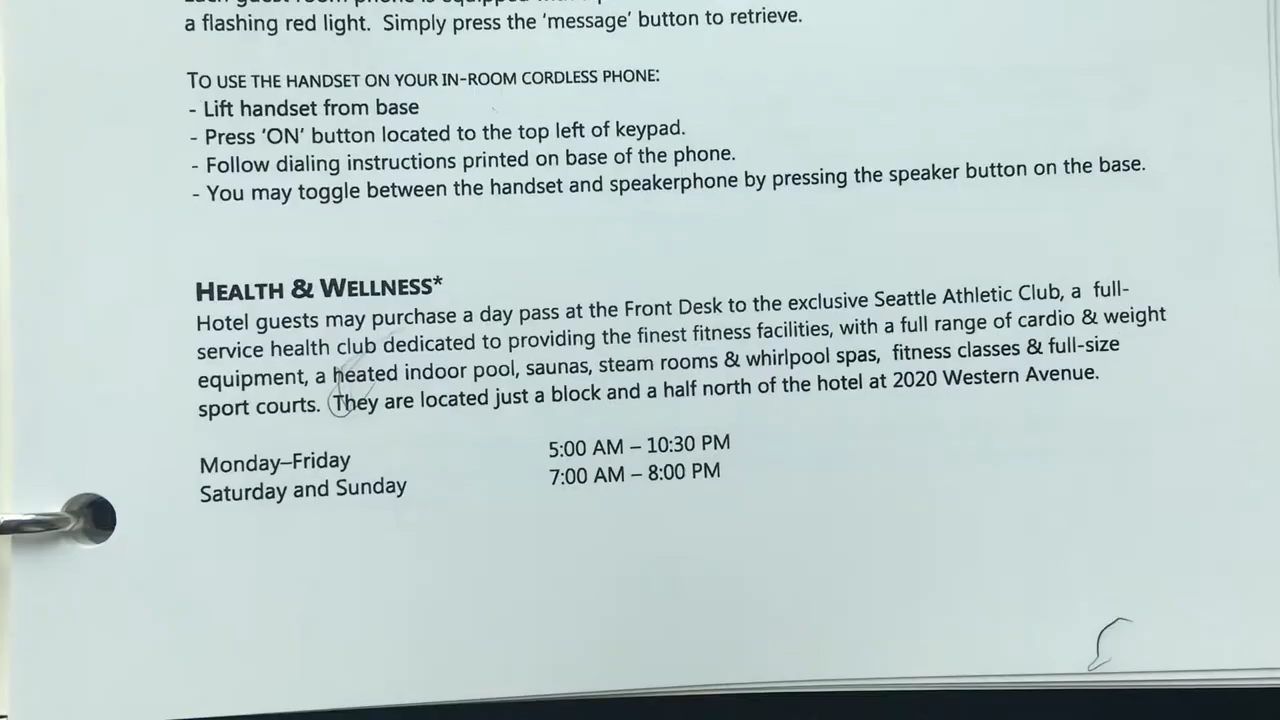 a flashing red light.  Simply press the ‘message’ button to retrieve.
TO USE THE HANDSET ON YOUR IN-ROOM CORDLESS PHONE:
- Lift handset from base
- Press ‘ON’ button located to the top left of keypad.
- Follow dialing instructions printed on base of the phone.
- You may toggle between the handset and speakerphone by pressing the speaker button on the base.
HEALTH & WELLNESS*
Hotel guests may purchase a day pass at the Front Desk to the exclusive Seattle Athletic Club, a  full-
service health club dedicated to providing the finest fitness facilities, with a full range of cardio & weight
equipment, a heated indoor pool, saunas, steam rooms & whirlpool spas,  fitness classes & full-size
sport courts.  They are located just a block and a half north of the hotel at 2020 Western Avenue.
Monday–Friday 5:00 AM – 10:30 PM
Saturday and Sunday 7:00 AM – 8:00 PM